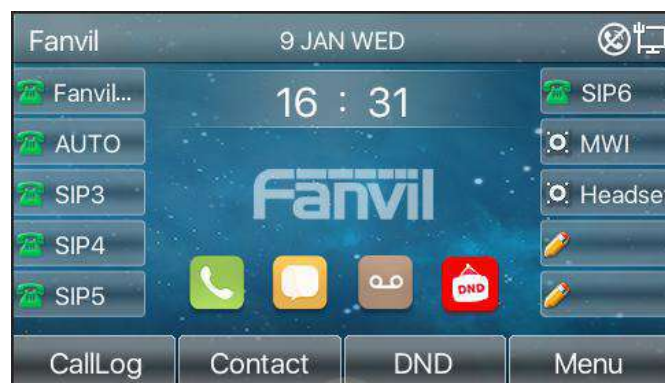 Fanvil 9 JAN WED
Fanvil...
AUTO
SIP3
SIP4
SIP5
16 : 31
Fanvil
DND
SIP6
MWI
Headse
CallLog Contact DND Menu